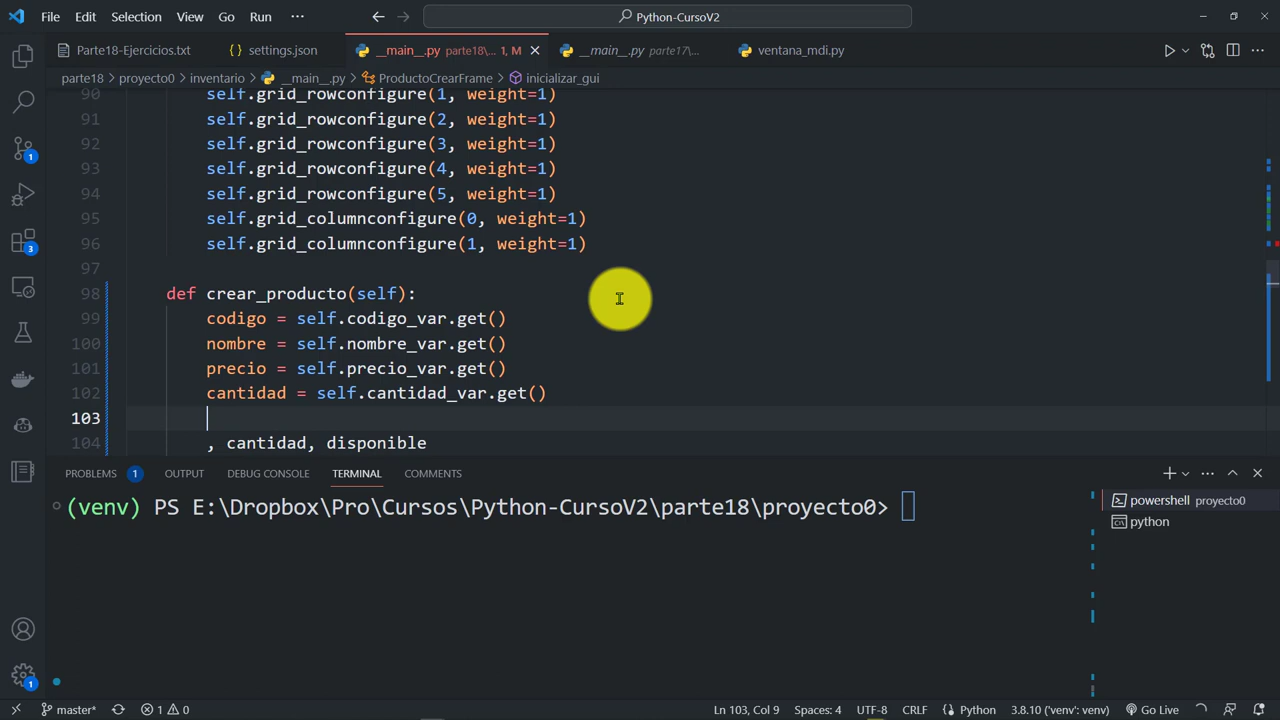 File Edit Selection View Go Run ··· Python-CursoV2
Parte18-Ejercicios.txt {} settings.json __main__.py parte18\... 1, M __main__.py parte17\... ventana_mdi.py
parte18 > proyecto0 > inventario > __main__.py > ProductoCrearFrame > inicializar_gui
90 self.grid_rowconfigure(1, weight=1)
91 self.grid_rowconfigure(2, weight=1)
92 self.grid_rowconfigure(3, weight=1)
93 self.grid_rowconfigure(4, weight=1)
94 self.grid_rowconfigure(5, weight=1)
95 self.grid_columnconfigure(0, weight=1)
96 self.grid_columnconfigure(1, weight=1)
97
98 def crear_producto(self):
99 codigo = self.codigo_var.get()
100 nombre = self.nombre_var.get()
101 precio = self.precio_var.get()
102 cantidad = self.cantidad_var.get()
103
104 , cantidad, disponible
PROBLEMS 1 OUTPUT DEBUG CONSOLE TERMINAL COMMENTS
(venv) PS E:\Dropbox\Pro\Cursos\Python-CursoV2\parte18\proyecto0>
powershell proyecto0
python
1
3
1
master* 1 0 Ln 103, Col 9 Spaces: 4 UTF-8 CRLF Python 3.8.10 ('venv': venv) Go Live